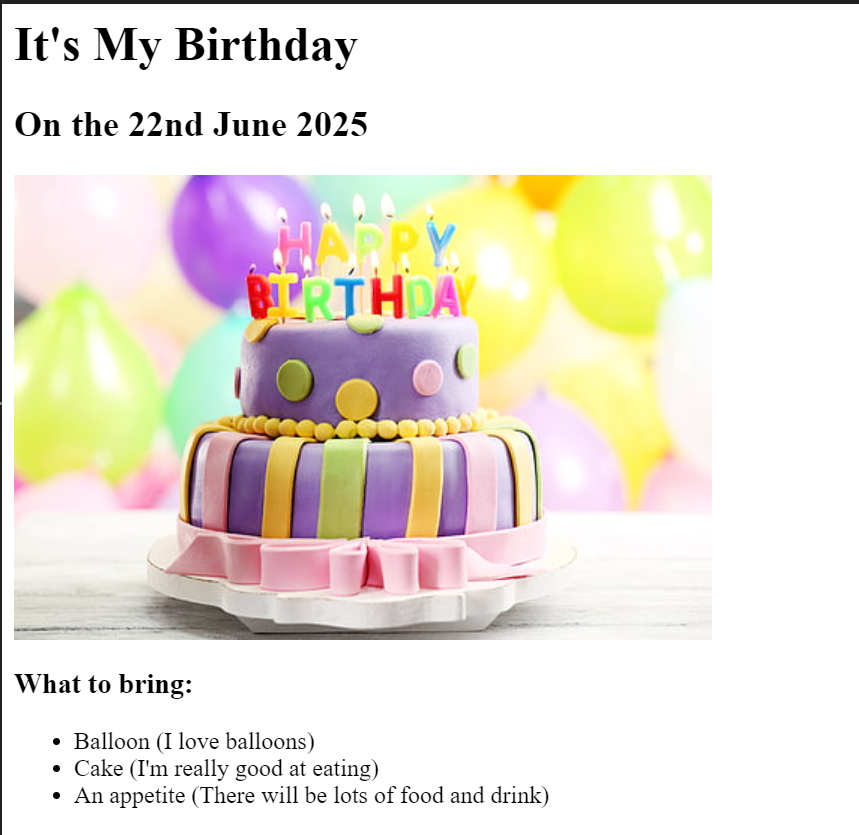 It's My Birthday
On the 22nd June 2025
HAPPY
BIRTHDAY
What to bring:
Balloon (I love balloons)
Cake (I'm really good at eating)
An appetite (There will be lots of food and drink)